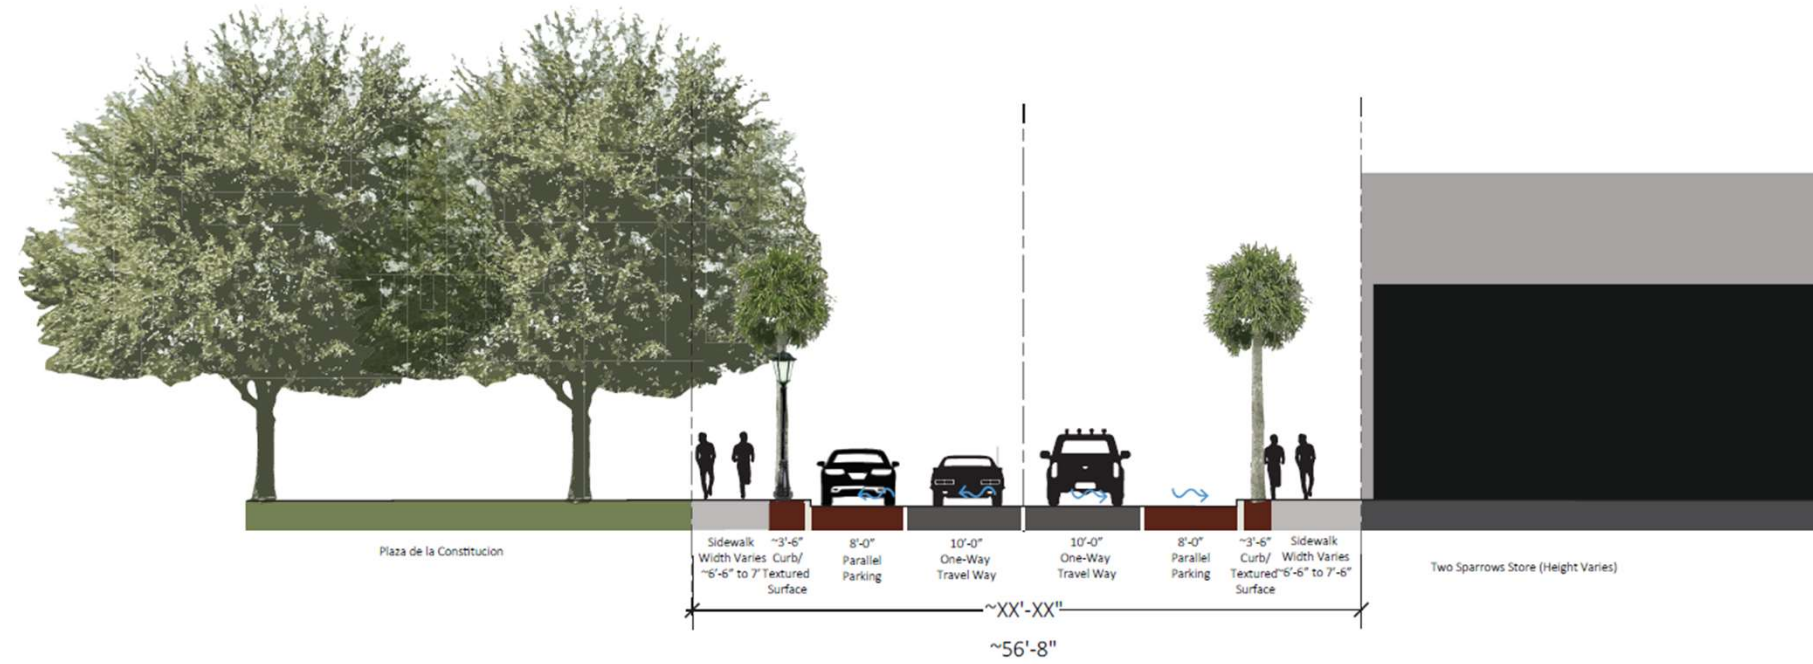 Plaza de la Constitucion
Sidewalk
Width Varies
~6'-6" to 7'
~3'-6"
Curb/
Textured
Surface
8'-0"
Parallel
Parking
10'-0"
One-Way
Travel Way
10'-0"
One-Way
Travel Way
8'-0"
Parallel
Parking
~3'-6"
Curb/
Textured
Surface
Sidewalk
Width Varies
~6'-6" to 7'-6"
Two Sparrows Store (Height Varies)
~XX'-XX"
~56'-8"